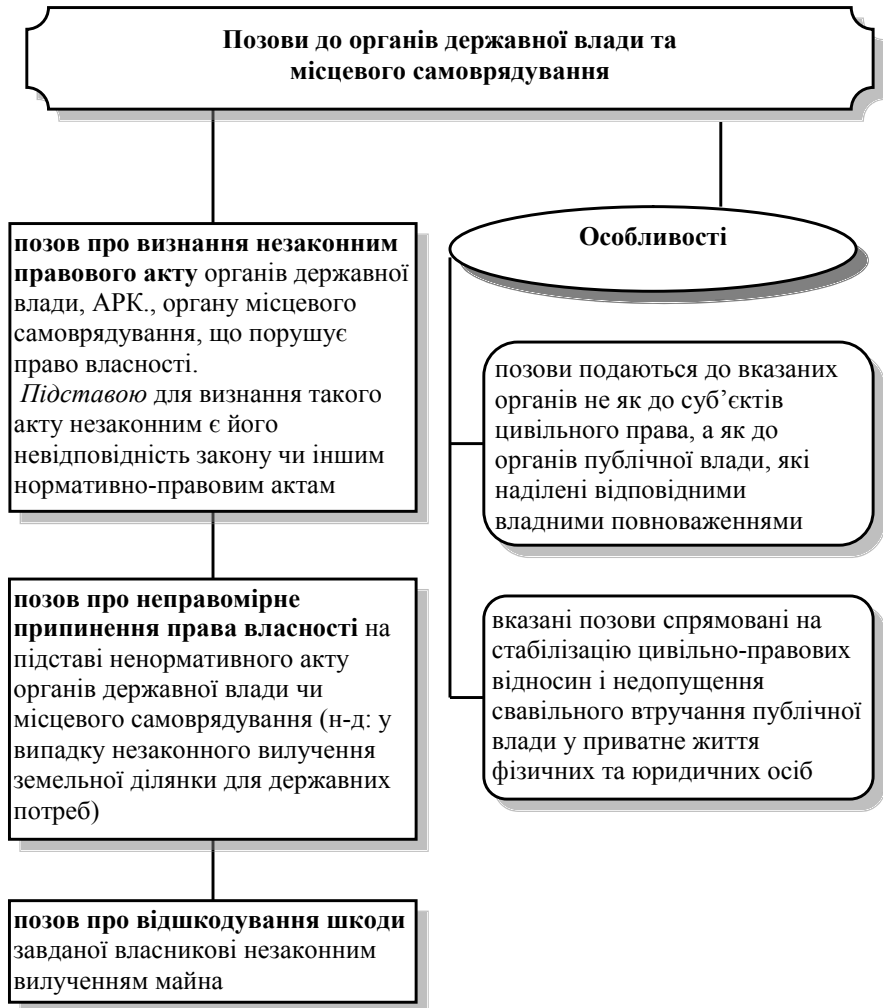 Позови до органів державної влади та
місцевого самоврядування
позов про визнання незаконним
правового акту органів державної
влади, АРК., органу місцевого
самоврядування, що порушує
право власності.
Підставою для визнання такого
акту незаконним є його
невідповідність закону чи іншим
нормативно-правовим актам
позов про неправомірне
припинення права власності на
підставі ненормативного акту
органів державної влади чи
місцевого самоврядування (н-д: у
випадку незаконного вилучення
земельної ділянки для державних
потреб)
позов про відшкодування шкоди
завданої власникові незаконним
вилученням майна
Особливості
позови подаються до вказаних
органів не як до суб’єктів
цивільного права, а як до
органів публічної влади, які
наділені відповідними
владними повноваженнями
вказані позови спрямовані на
стабілізацію цивільно-правових
відносин і недопущення
свавільного втручання публічної
влади у приватне життя
фізичних та юридичних осіб